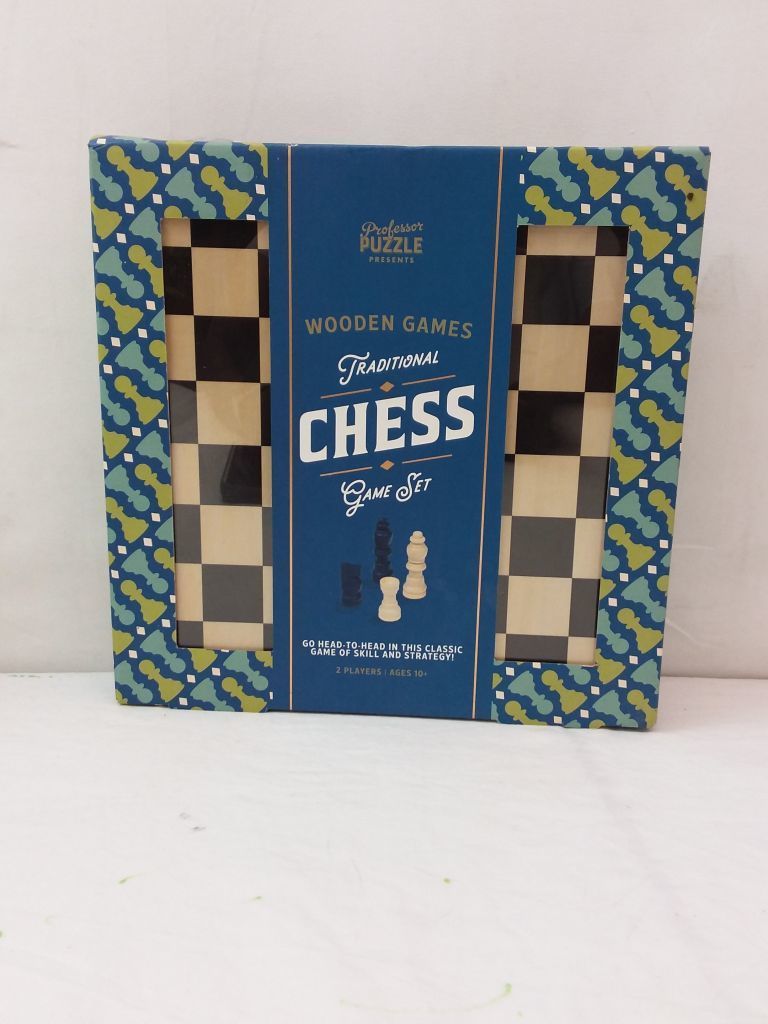 Professor
PUZZLE
PRESENTS
WOODEN GAMES
TRADITIONAL
CHESS
GAME SET
GO HEAD-TO-HEAD IN THIS CLASSIC
GAME OF SKILL AND STRATEGY!
2 PLAYERS | AGES 10+